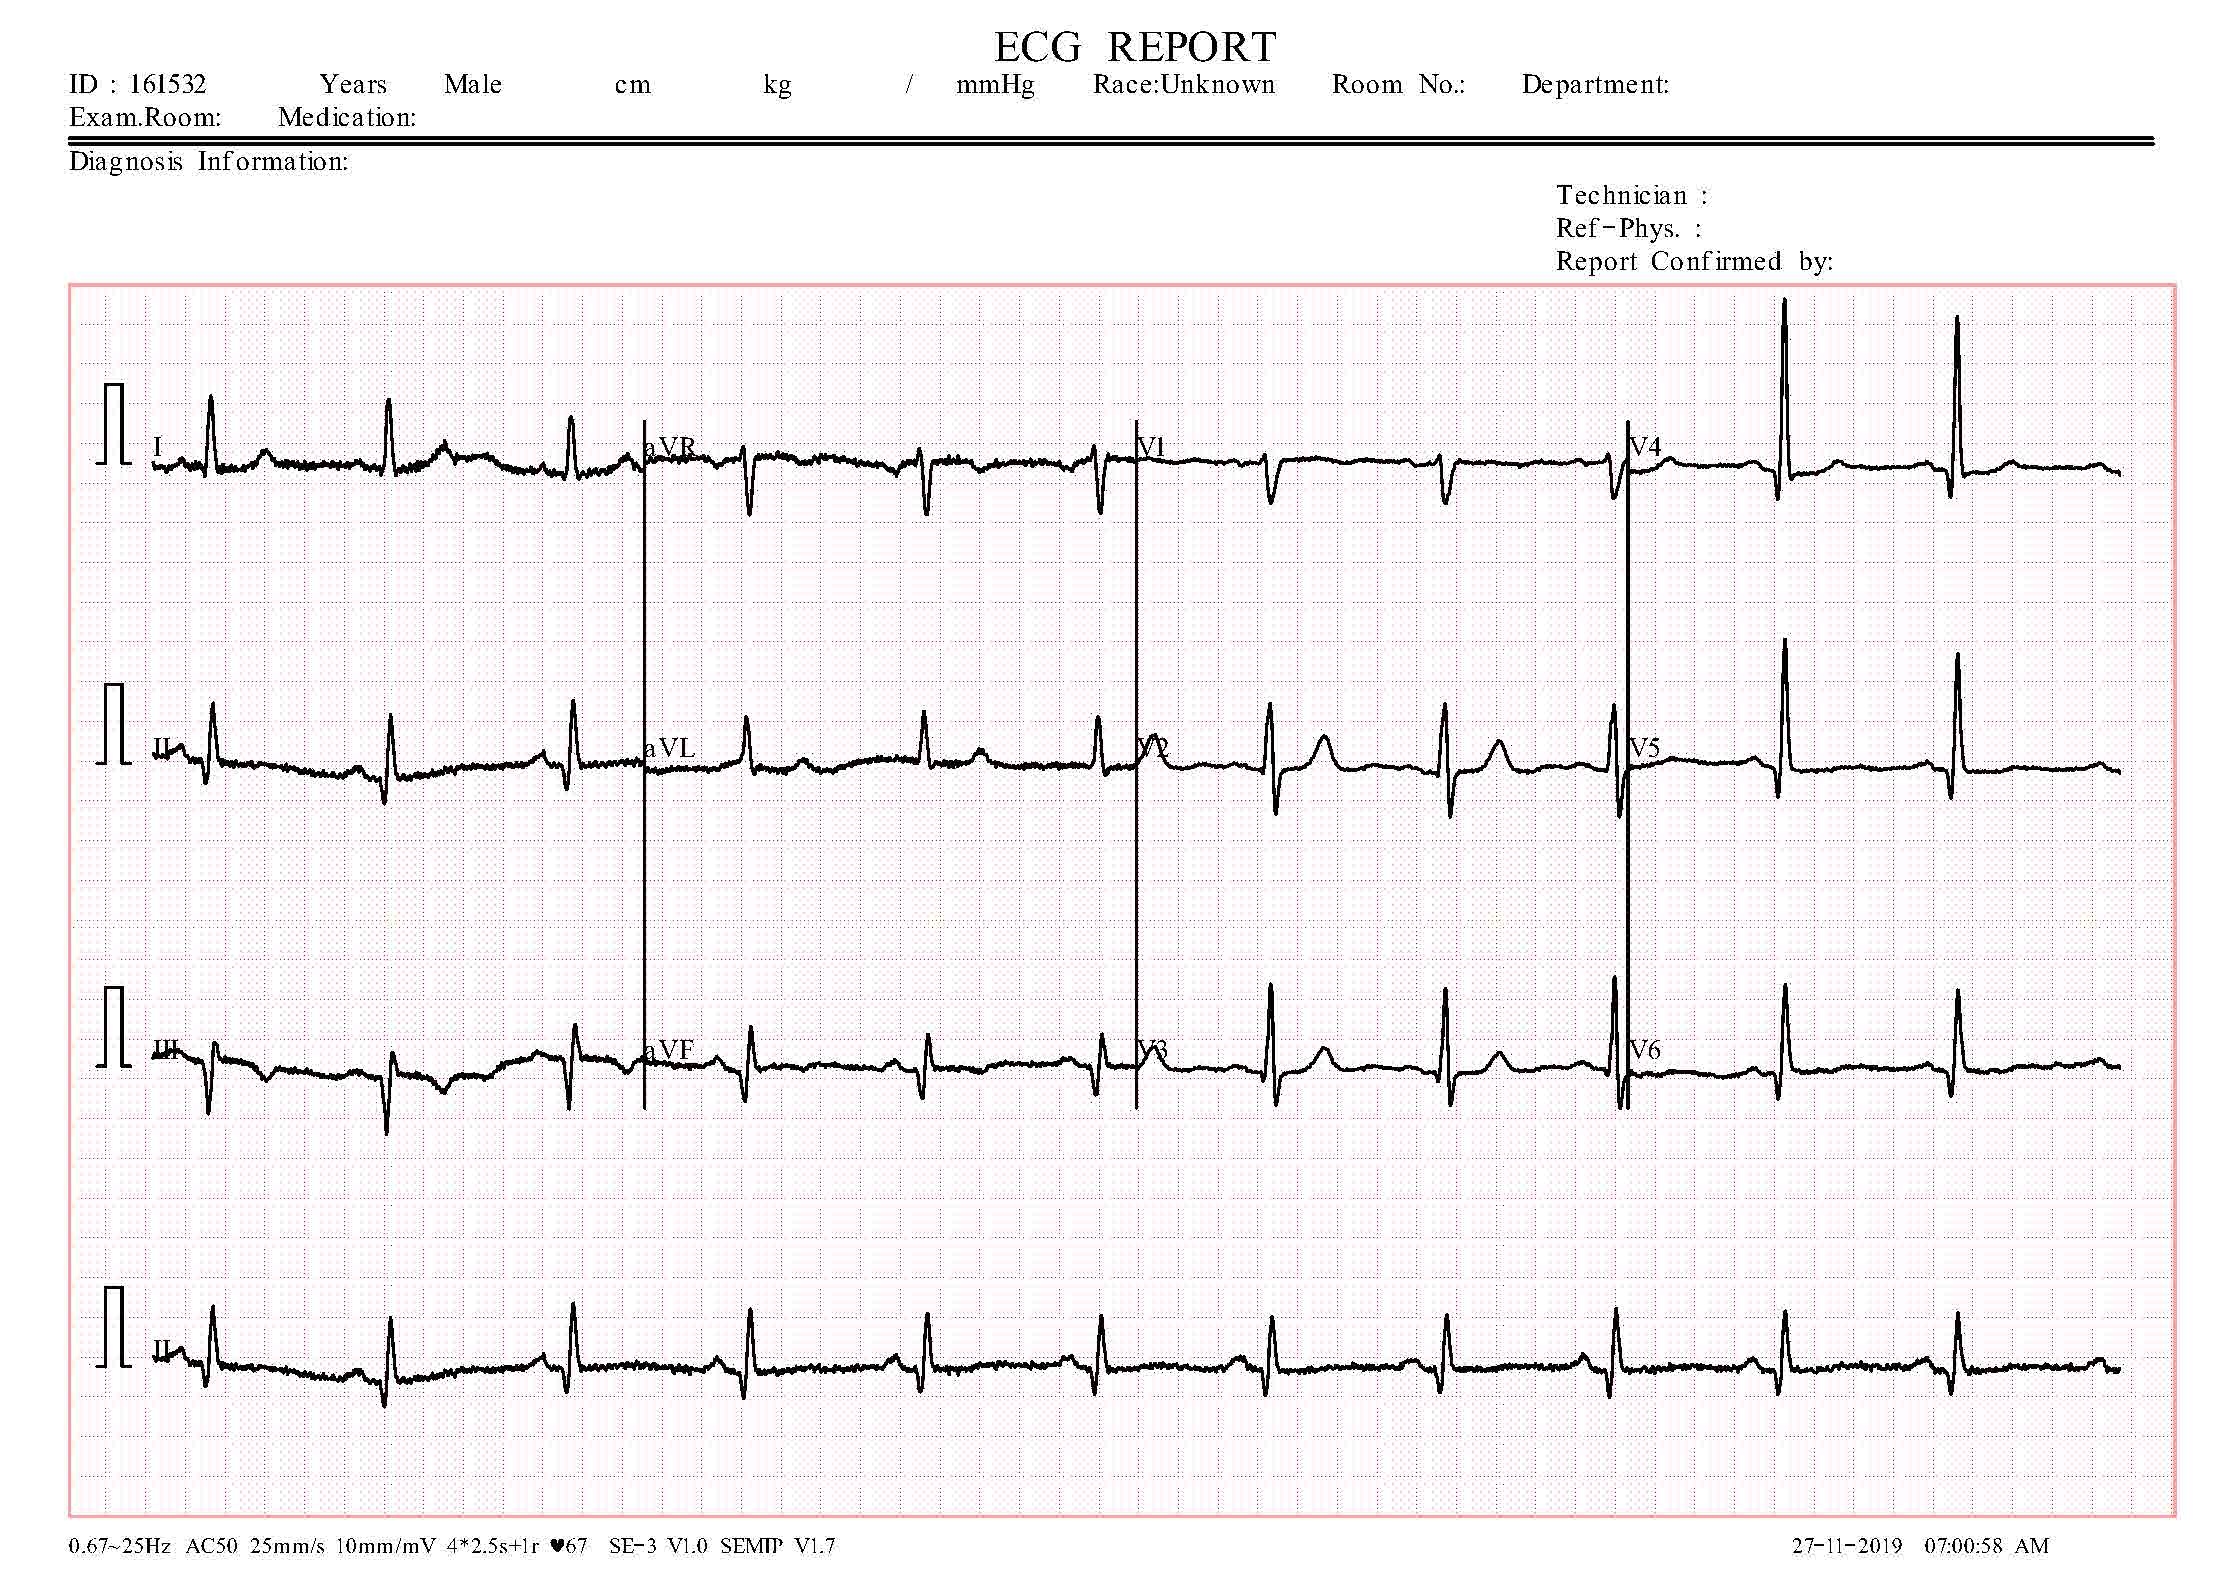 ECG REPORT
ID : 161532 Years Male cm kg / mmHg Race:Unknown Room No.: Department:
Exam.Room: Medication:
Diagnosis Information:
Technician :
Ref-Phys. :
Report Confirmed by:
I aVR V1 V4
II aVL V2 V5
III aVF V3 V6
II
0.67~25Hz AC50 25mm/s 10mm/mV 4*2.5s+1r ♥67 SE-3 V1.0 SEMIP V1.7 27-11-2019 07:00:58 AM